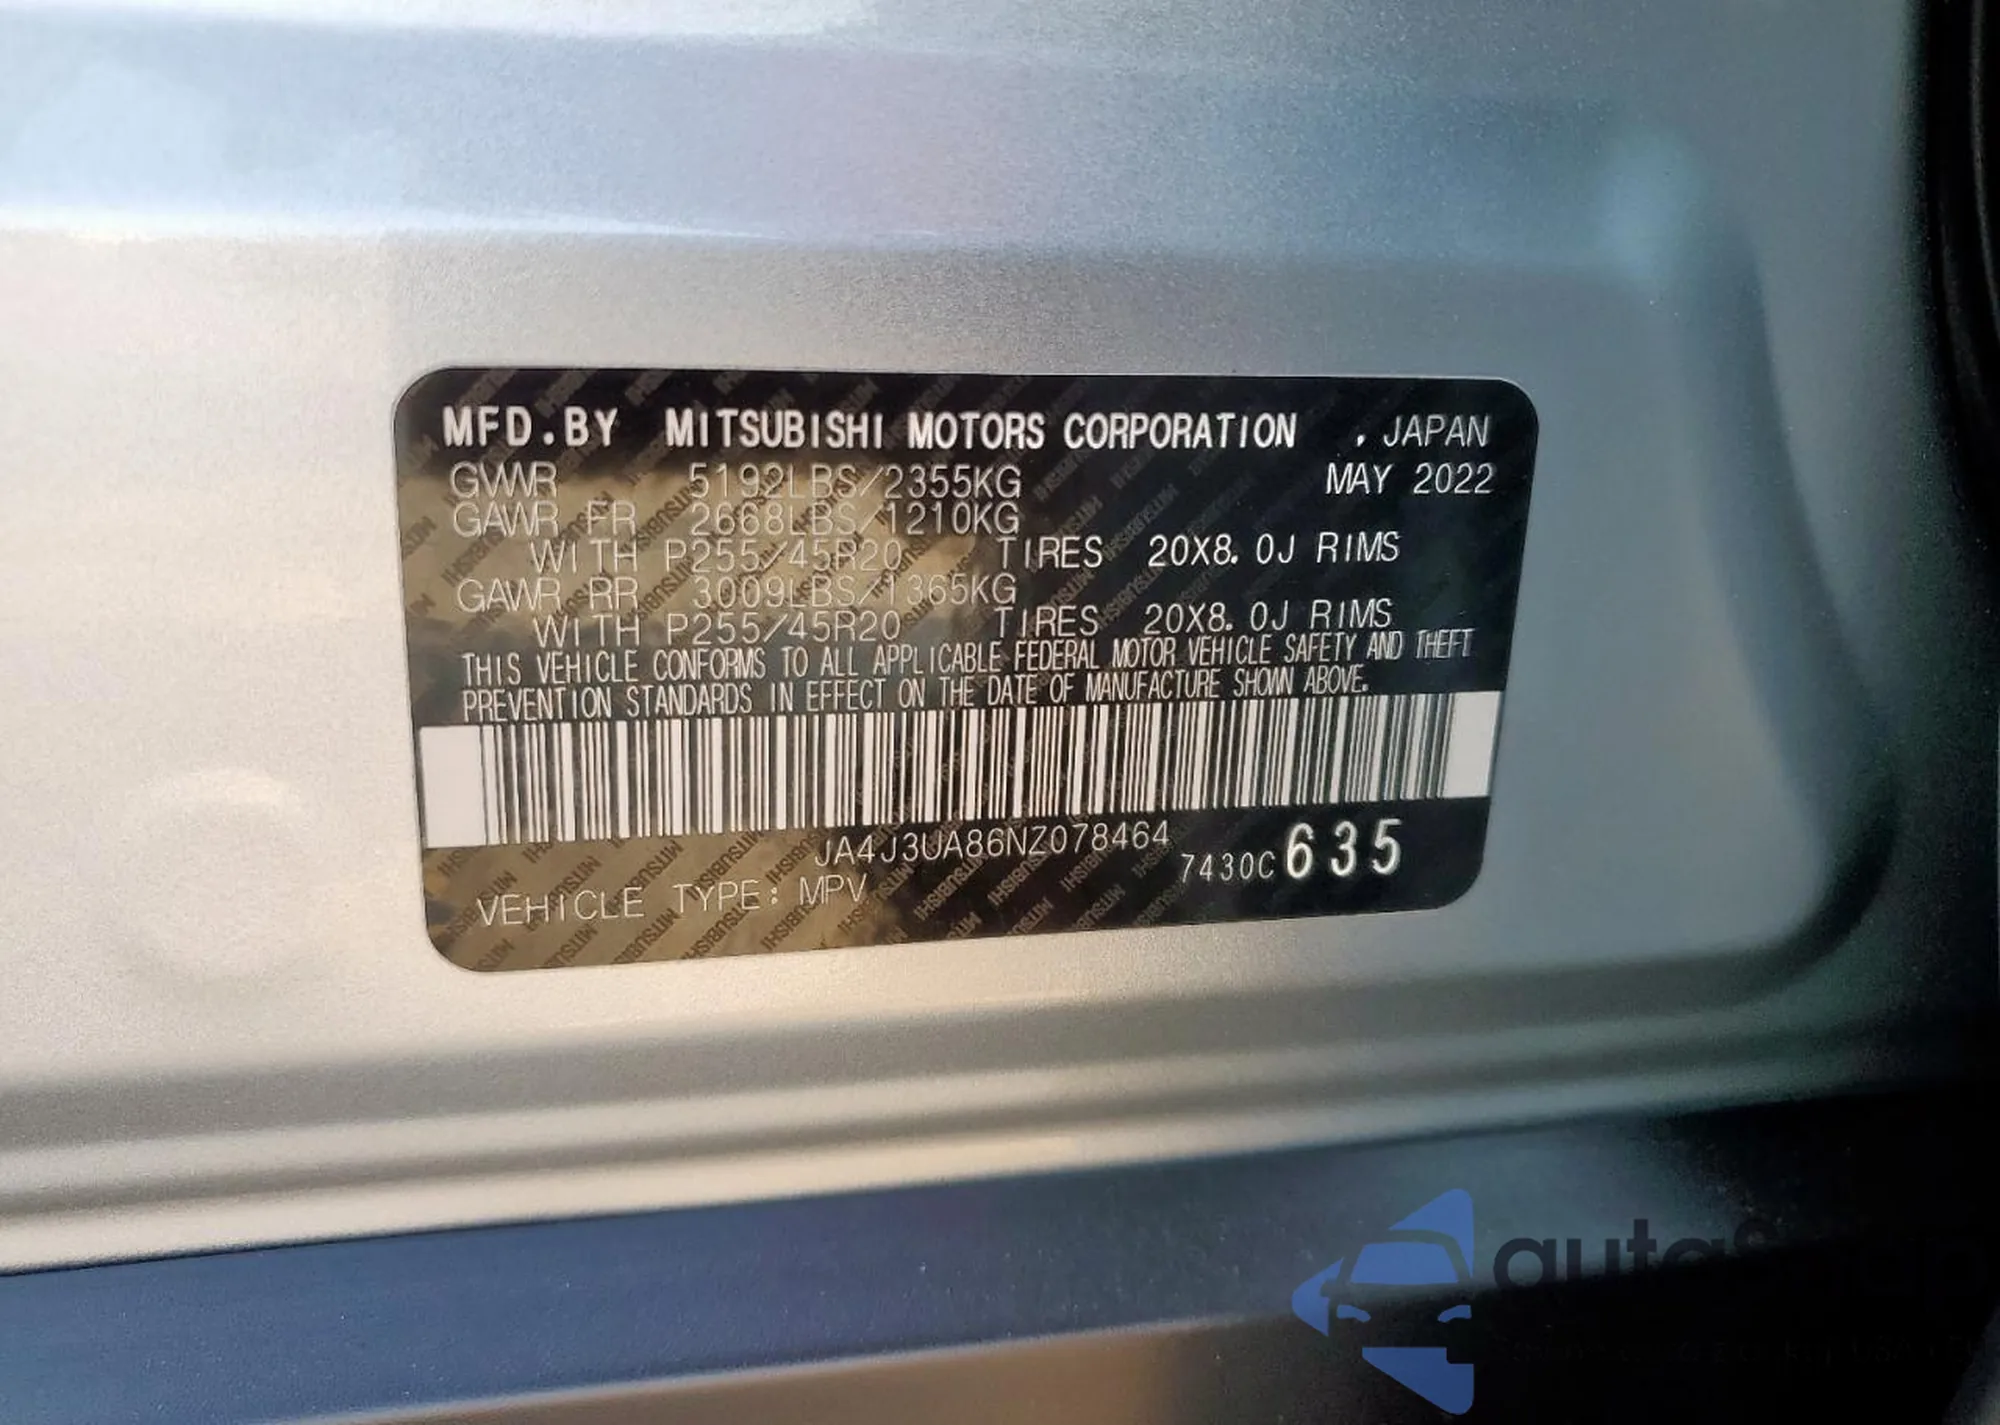 MFD.BY MITSUBISHI MOTORS CORPORATION , JAPAN
GVWR 5192LBS/2355KG MAY 2022
GAWR FR 2668LBS/1210KG
WITH P255/45R20 TIRES 20X8.0J RIMS
GAWR RR 3009LBS/1365KG
WITH P255/45R20 TIRES 20X8.0J RIMS
THIS VEHICLE CONFORMS TO ALL APPLICABLE FEDERAL MOTOR VEHICLE SAFETY AND THEFT
PREVENTION STANDARDS IN EFFECT ON THE DATE OF MANUFACTURE SHOWN ABOVE.
JA4J3UA86NZ078464
7430C 635
VEHICLE TYPE: MPV